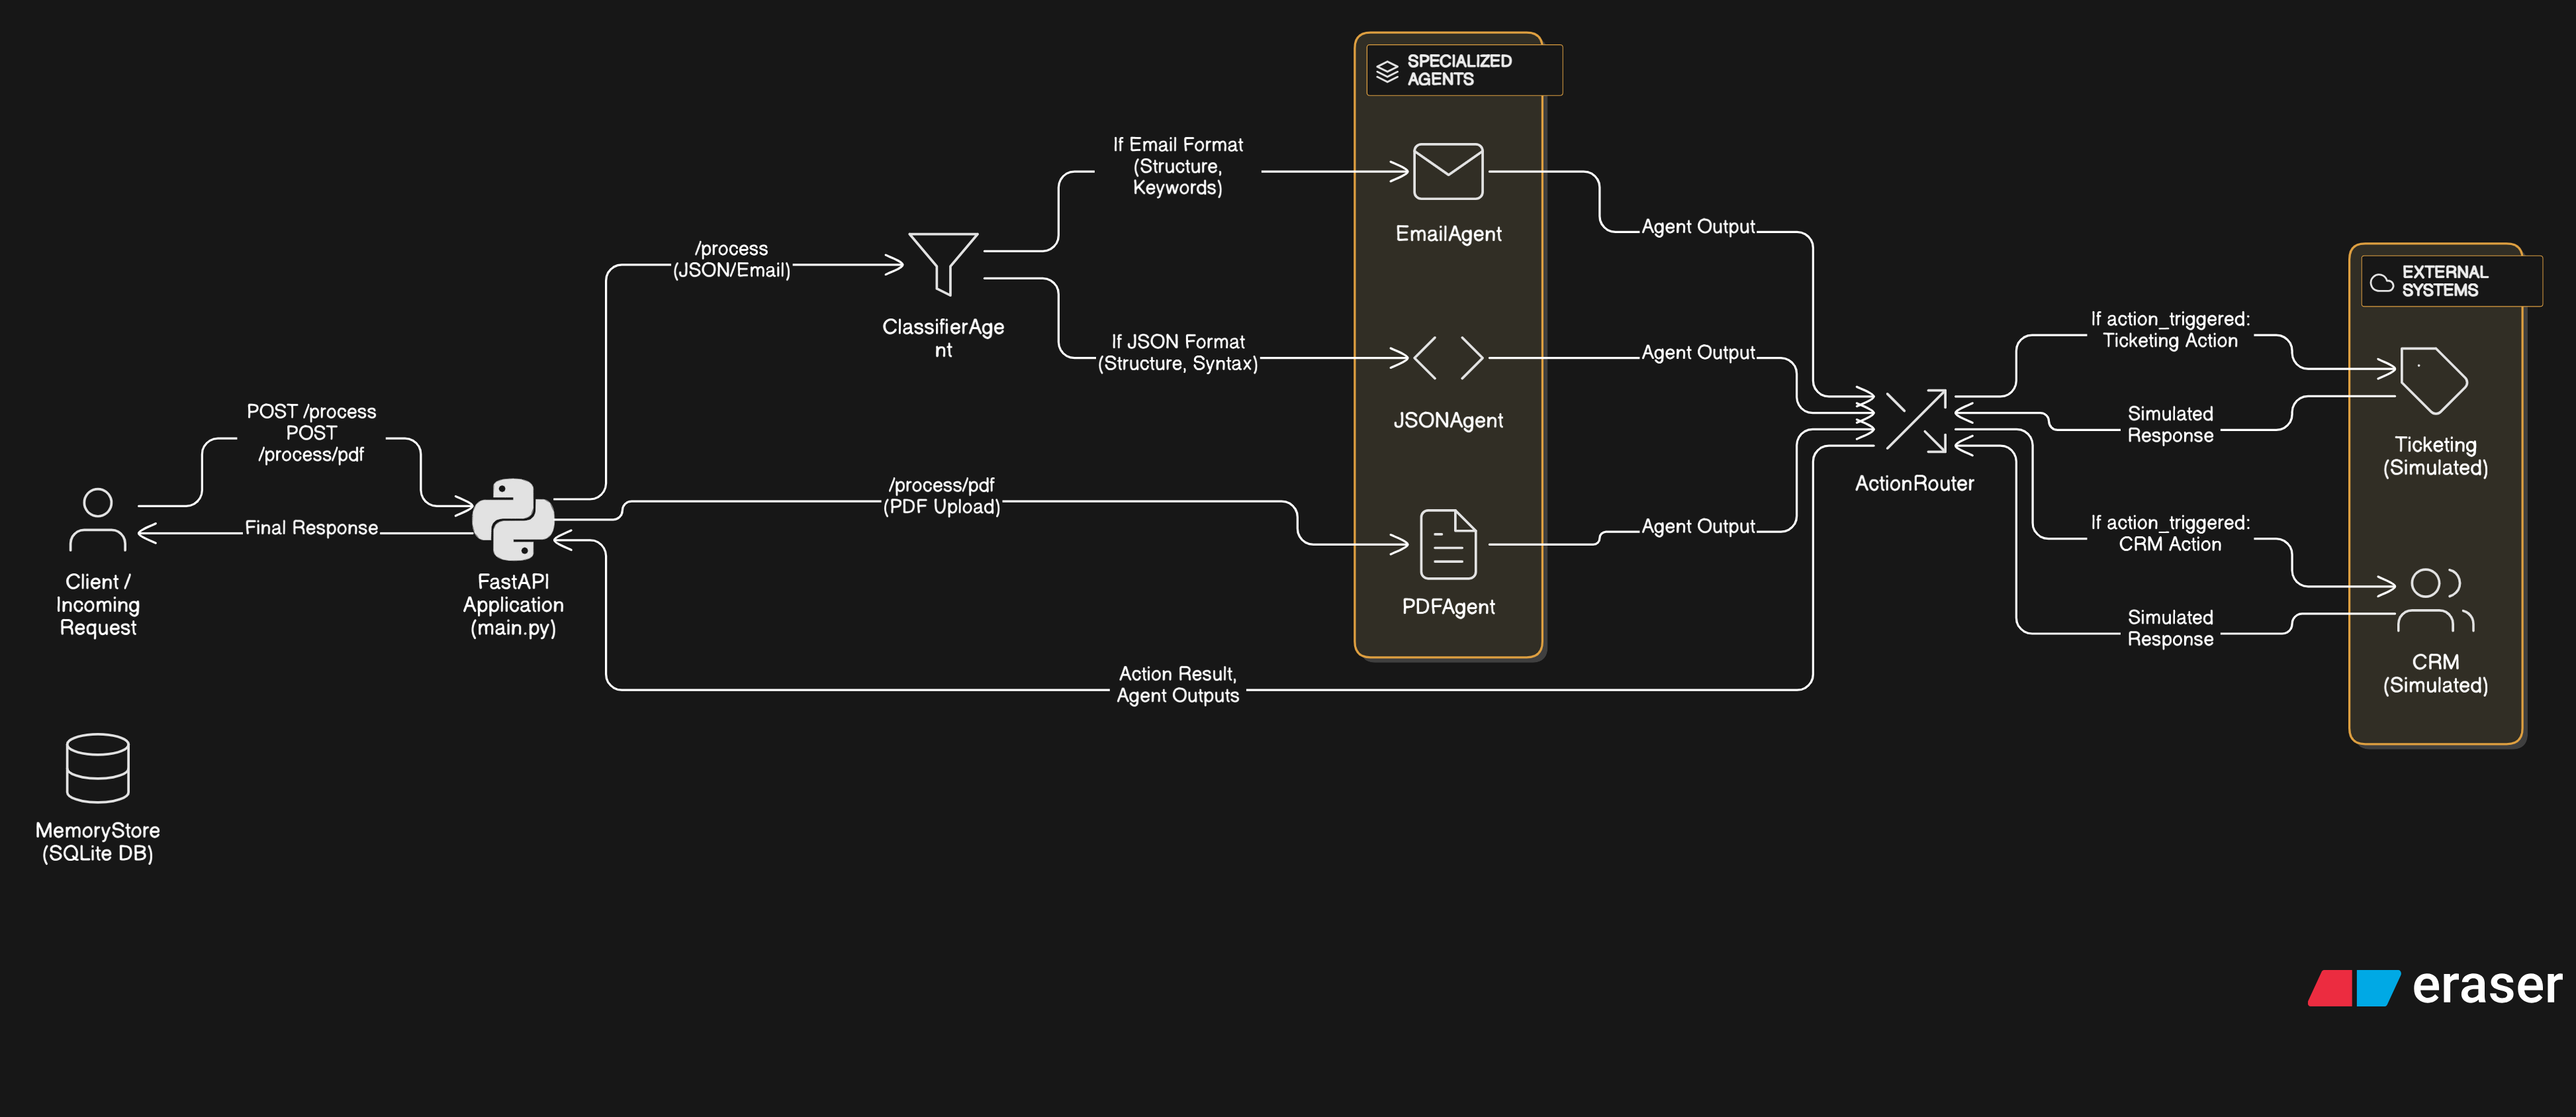 SPECIALIZED
AGENTS
If Email Format
(Structure,
Keywords)
EmailAgent
Agent Output
/process
(JSON/Email)
ClassifierAge
nt
If JSON Format
(Structure, Syntax)
JSONAgent
Agent Output
EXTERNAL
SYSTEMS
If action_triggered:
Ticketing Action
Simulated
Response
Ticketing
(Simulated)
POST /process
POST
/process/pdf
Final Response
Client /
Incoming
Request
FastAPI
Application
(main.py)
/process/pdf
(PDF Upload)
PDFAgent
Agent Output
ActionRouter
If action_triggered:
CRM Action
Simulated
Response
CRM
(Simulated)
Action Result,
Agent Outputs
MemoryStore
(SQLite DB)
eraser